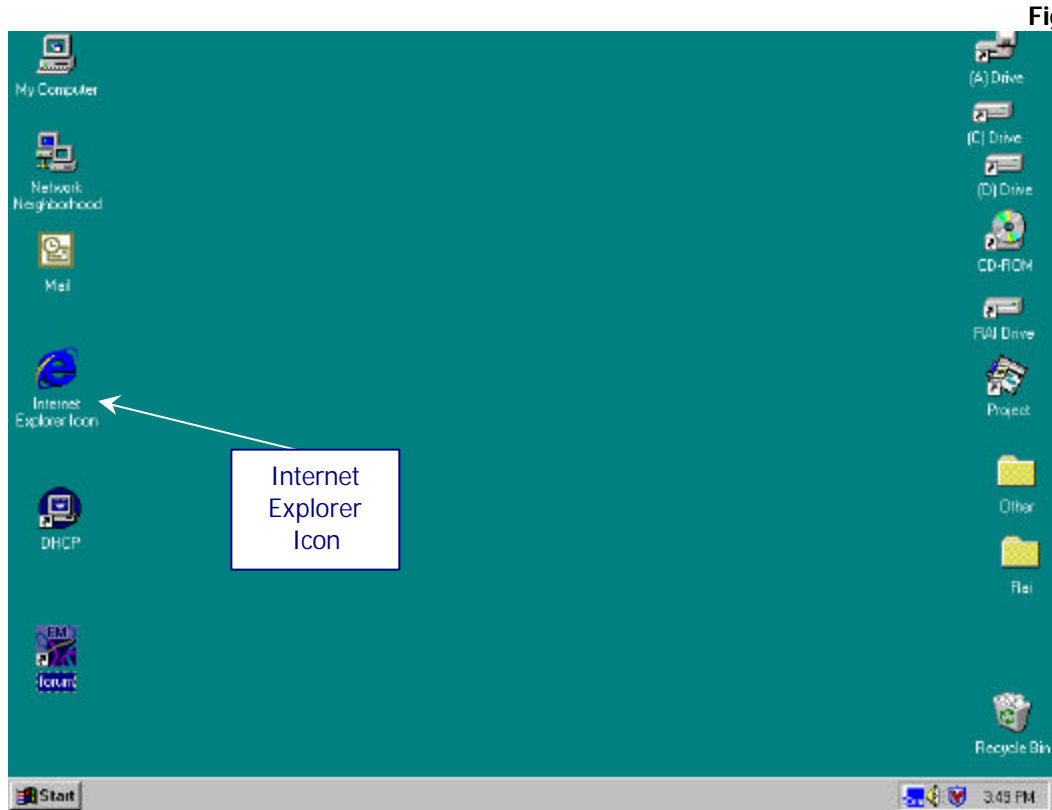 Fig
My Computer
Network
Neighborhood
Mail
Internet
Explorer Icon
DHCP
EMI
forum
Internet
Explorer
Icon
(A) Drive
(C) Drive
(D) Drive
CD-ROM
RAI Drive
Project
Other
Rai
Recycle Bin
Start
3:49 PM